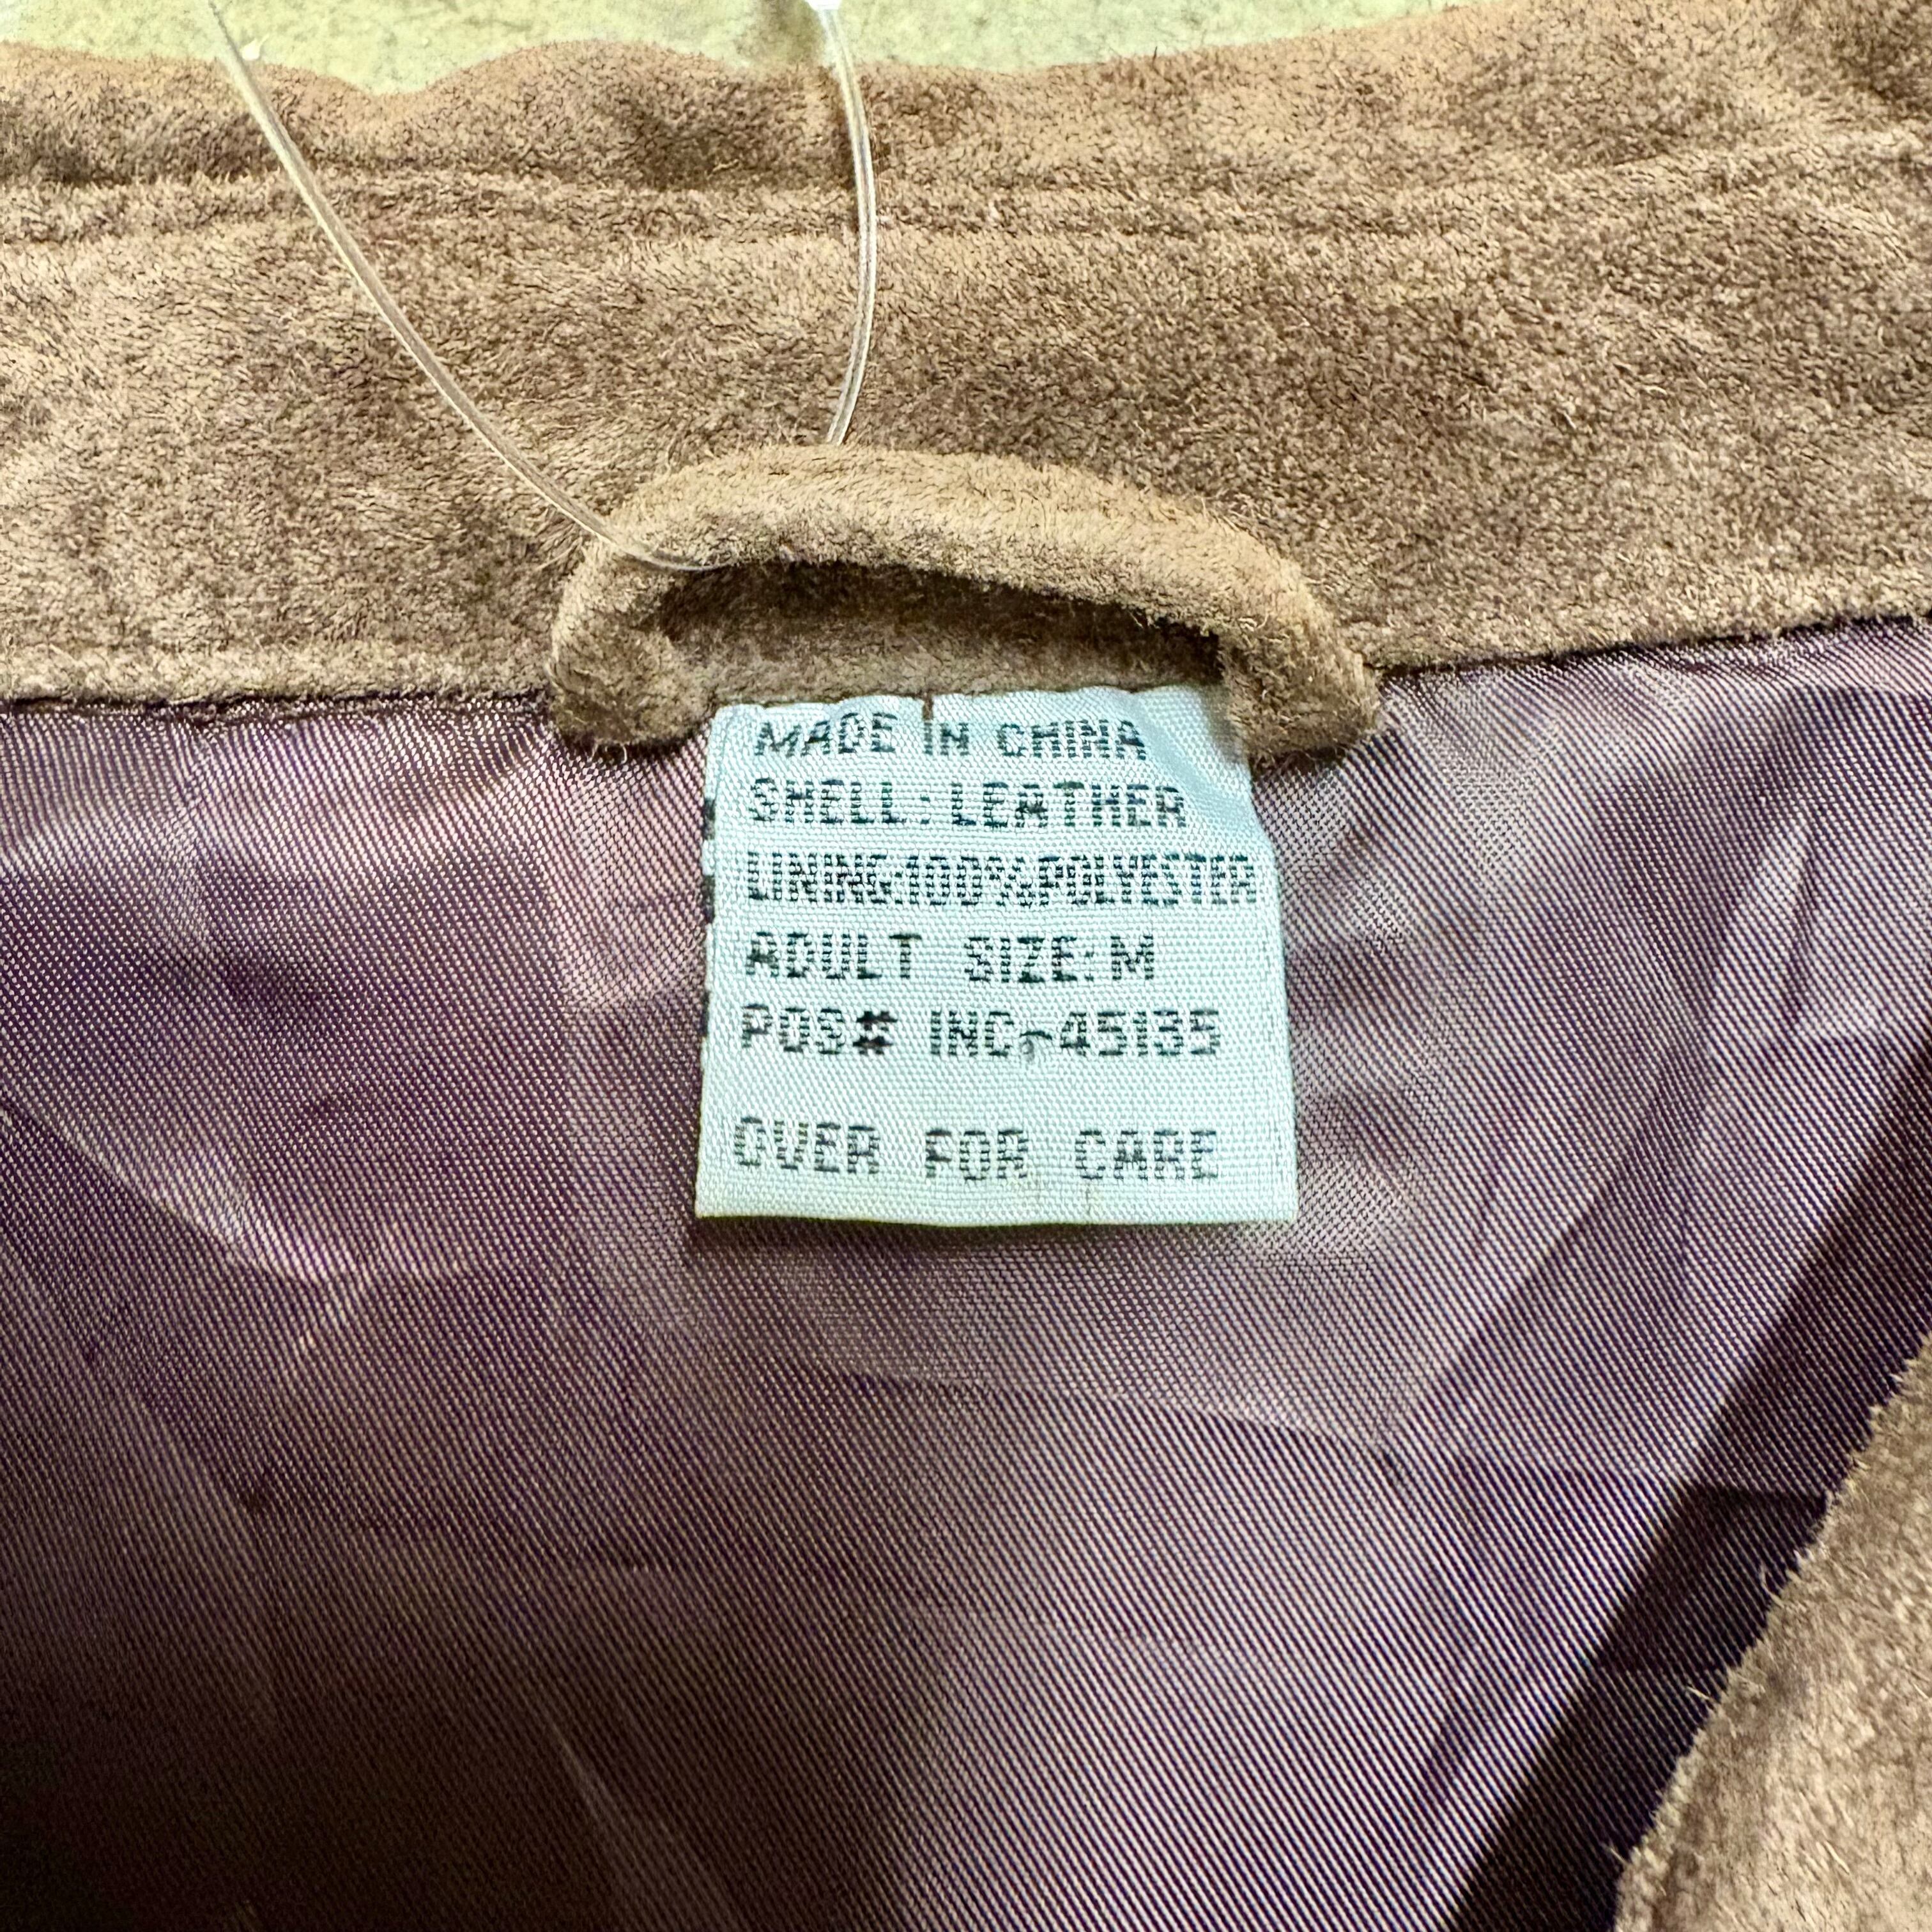 MADE IN CHINA
SHELL: LEATHER
LINING:100%POLYESTER
ADULT SIZE: M
POS# INC-45135
OVER FOR CARE